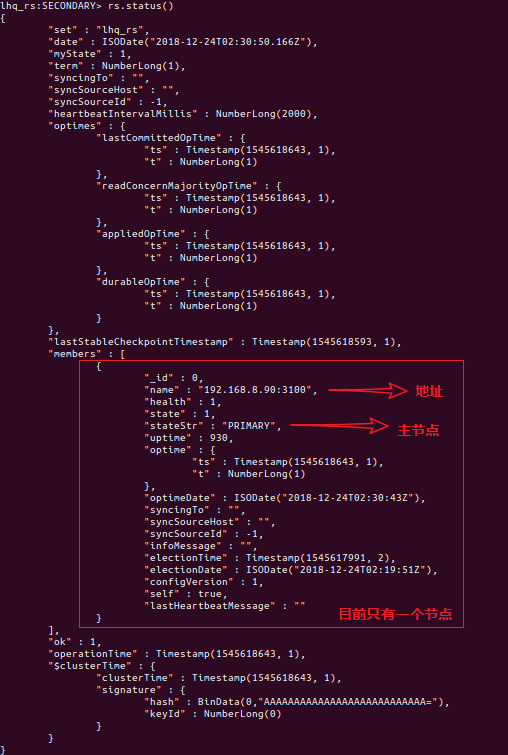 lhq_rs:SECONDARY> rs.status()
{
"set" : "lhq_rs",
"date" : ISODate("2018-12-24T02:30:50.166Z"),
"myState" : 1,
"term" : NumberLong(1),
"syncingTo" : "",
"syncSourceHost" : "",
"syncSourceId" : -1,
"heartbeatIntervalMillis" : NumberLong(2000),
"optimes" : {
"lastCommittedOpTime" : {
"ts" : Timestamp(1545618643, 1),
"t" : NumberLong(1)
},
"readConcernMajorityOpTime" : {
"ts" : Timestamp(1545618643, 1),
"t" : NumberLong(1)
},
"appliedOpTime" : {
"ts" : Timestamp(1545618643, 1),
"t" : NumberLong(1)
},
"durableOpTime" : {
"ts" : Timestamp(1545618643, 1),
"t" : NumberLong(1)
}
},
"lastStableCheckpointTimestamp" : Timestamp(1545618593, 1),
"members" : [
{
"_id" : 0,
"name" : "192.168.8.90:3100", 地址
"health" : 1,
"state" : 1,
"stateStr" : "PRIMARY", 主节点
"uptime" : 930,
"optime" : {
"ts" : Timestamp(1545618643, 1),
"t" : NumberLong(1)
},
"optimeDate" : ISODate("2018-12-24T02:30:43Z"),
"syncingTo" : "",
"syncSourceHost" : "",
"syncSourceId" : -1,
"infoMessage" : "",
"electionTime" : Timestamp(1545617991, 2),
"electionDate" : ISODate("2018-12-24T02:19:51Z"),
"configVersion" : 1,
"self" : true,
"lastHeartbeatMessage" : ""
} 目前只有一个节点
],
"ok" : 1,
"operationTime" : Timestamp(1545618643, 1),
"$clusterTime" : {
"clusterTime" : Timestamp(1545618643, 1),
"signature" : {
"hash" : BinData(0,"AAAAAAAAAAAAAAAAAAAAAAAAAAA="),
"keyId" : NumberLong(0)
}
}
}